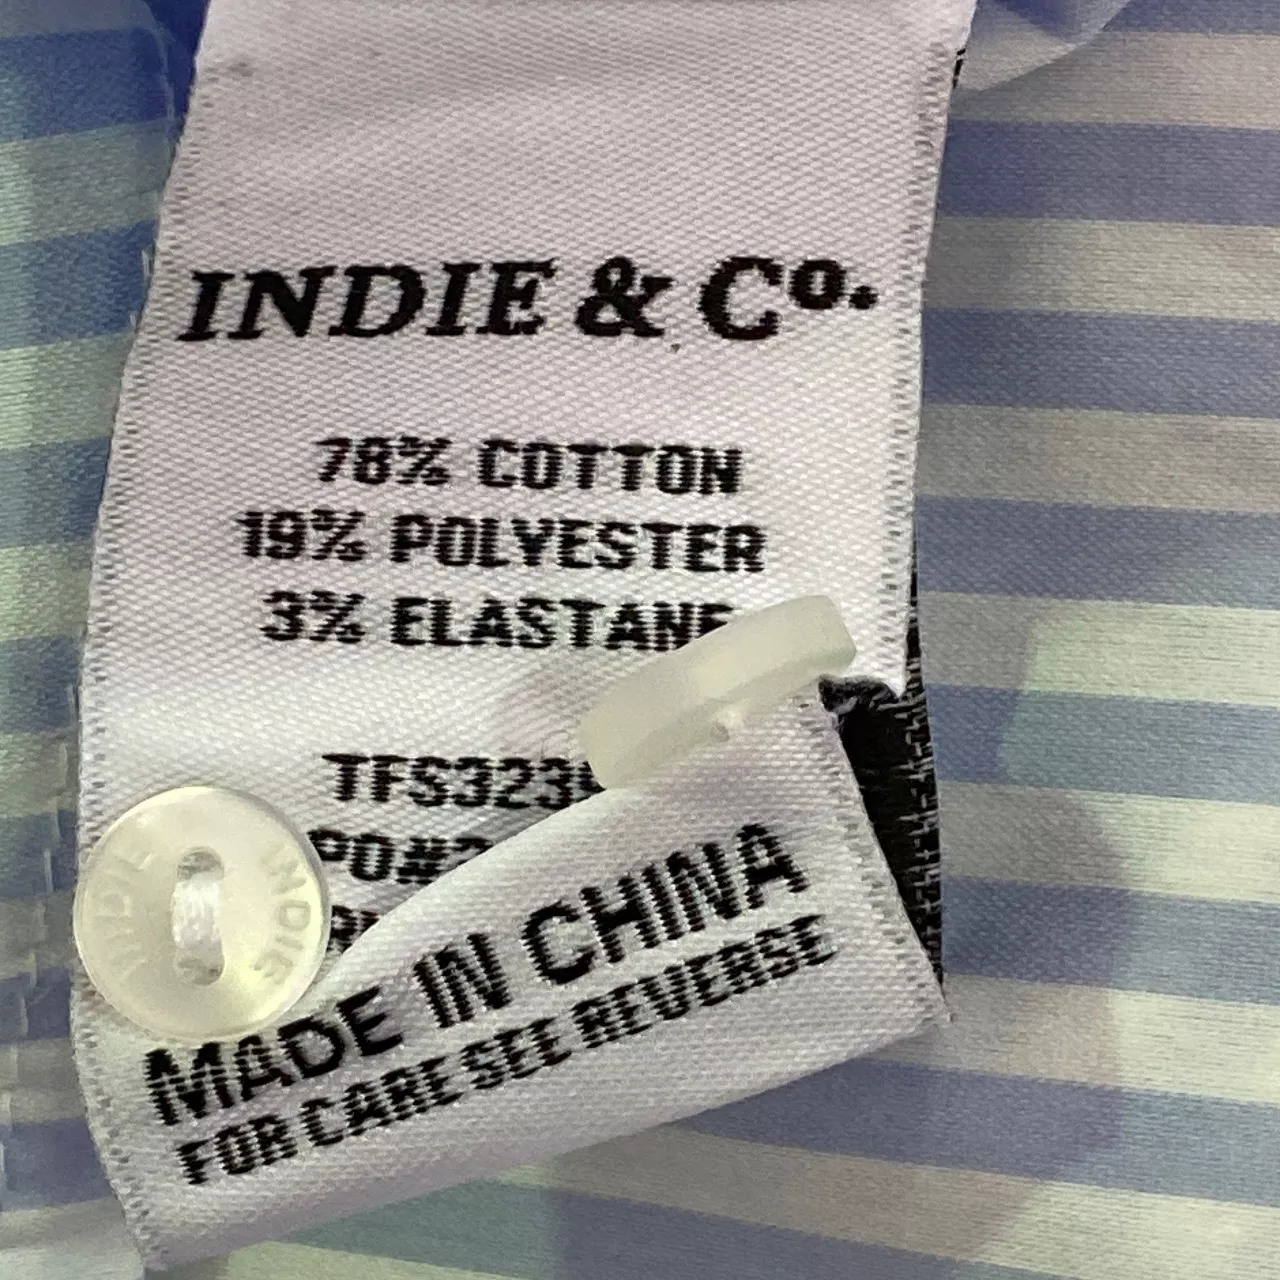 INDIE & Co.
78% COTTON
19% POLYESTER
3% ELASTANE
MADE IN CHINA
FOR CARE SEE REVERSE
INDIE
INDIE